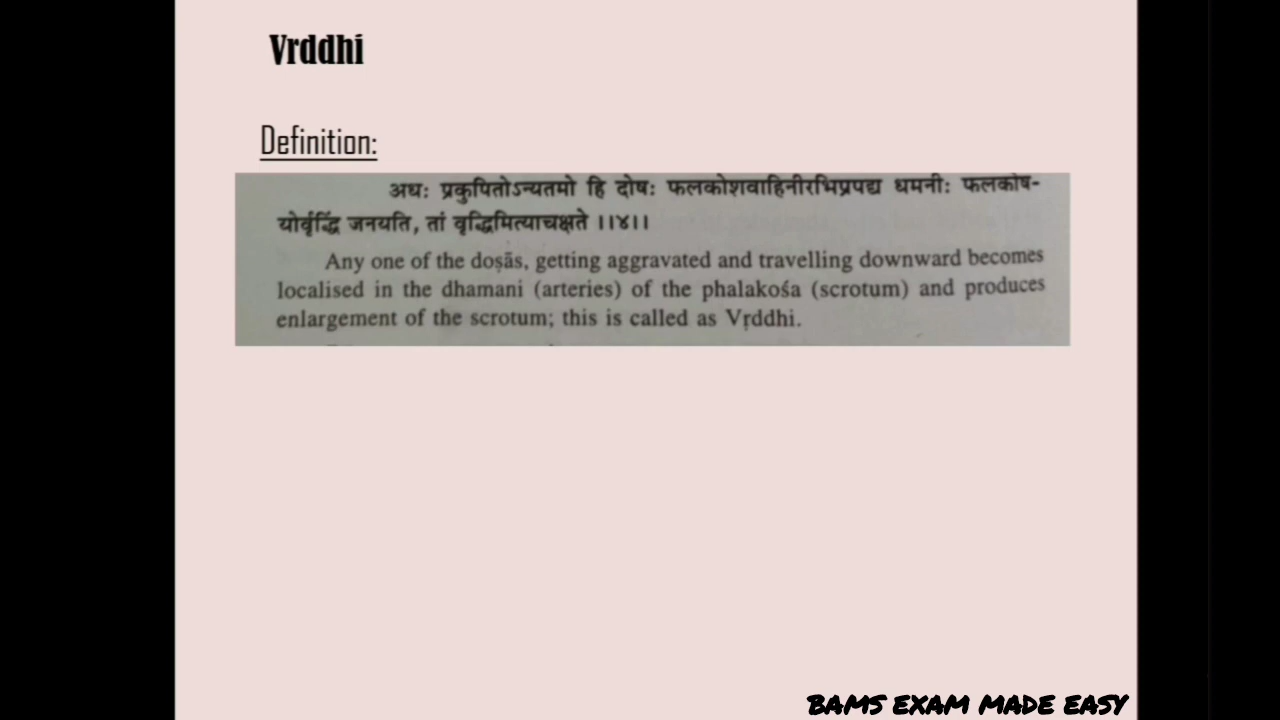 Vrddhi
Definition:
अधः प्रकुपितोऽन्यतमो हि दोषः फलकोशवाहिनीरभिप्रपद्य धमनीः फलकोष-
योर्वृद्धिं जनयति, तां वृद्धिमित्याचक्षते ।।४।।
Any one of the doṣās, getting aggravated and travelling downward becomes
localised in the dhamani (arteries) of the phalakośa (scrotum) and produces
enlargement of the scrotum; this is called as Vṛddhi.
BAMS EXAM MADE EASY